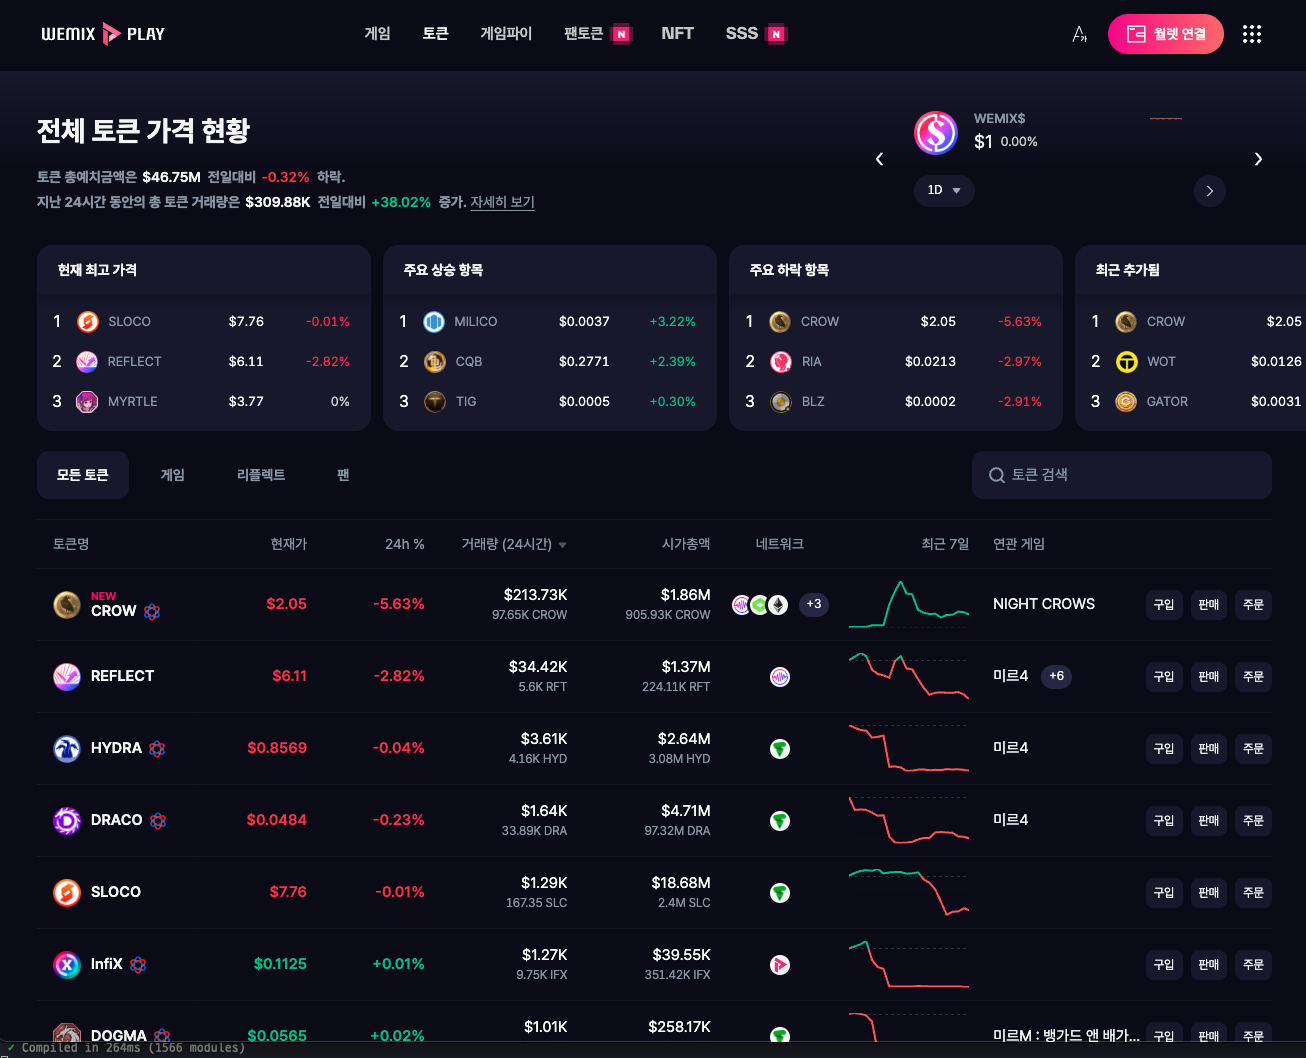 WEMIX PLAY
게임 토큰 게임파이 팬토큰 N NFT SSS N
월렛 연결
전체 토큰 가격 현황
토큰 총예치금액은 $46.75M 전일대비 -0.32% 하락.
지난 24시간 동안의 총 토큰 거래량은 $309.88K 전일대비 +38.02% 증가. 자세히 보기
WEMIX$
$1 0.00%
1D
현재 최고 가격
1 SLOCO $7.76 -0.01%
2 REFLECT $6.11 -2.82%
3 MYRTLE $3.77 0%
주요 상승 항목
1 MILICO $0.0037 +3.22%
2 CQB $0.2771 +2.39%
3 TIG $0.0005 +0.30%
주요 하락 항목
1 CROW $2.05 -5.63%
2 RIA $0.0213 -2.97%
3 BLZ $0.0002 -2.91%
최근 추가됨
1 CROW $2.05
2 WOT $0.0126
3 GATOR $0.0031
모든 토큰 게임 리플렉트 팬
토큰 검색
토큰명 현재가 24h % 거래량 (24시간) 시가총액 네트워크 최근 7일 연관 게임
NEW
CROW $2.05 -5.63% $213.73K $1.86M +3 NIGHT CROWS 구입 판매 주문
97.65K CROW 905.93K CROW
REFLECT $6.11 -2.82% $34.42K $1.37M 미르4 +6 구입 판매 주문
5.6K RFT 224.11K RFT
HYDRA $0.8569 -0.04% $3.61K $2.64M 미르4 구입 판매 주문
4.16K HYD 3.08M HYD
DRACO $0.0484 -0.23% $1.64K $4.71M 미르4 구입 판매 주문
33.89K DRA 97.32M DRA
SLOCO $7.76 -0.01% $1.29K $18.68M 구입 판매 주문
167.35 SLC 2.4M SLC
InfiX $0.1125 +0.01% $1.27K $39.55K 구입 판매 주문
9.75K IFX 351.42K IFX
DOGMA $0.0565 +0.02% $1.01K $258.17K 미르M : 뱅가드 앤 배가... 구입 판매 주문
✓ Compiled in 264ms (1566 modules)